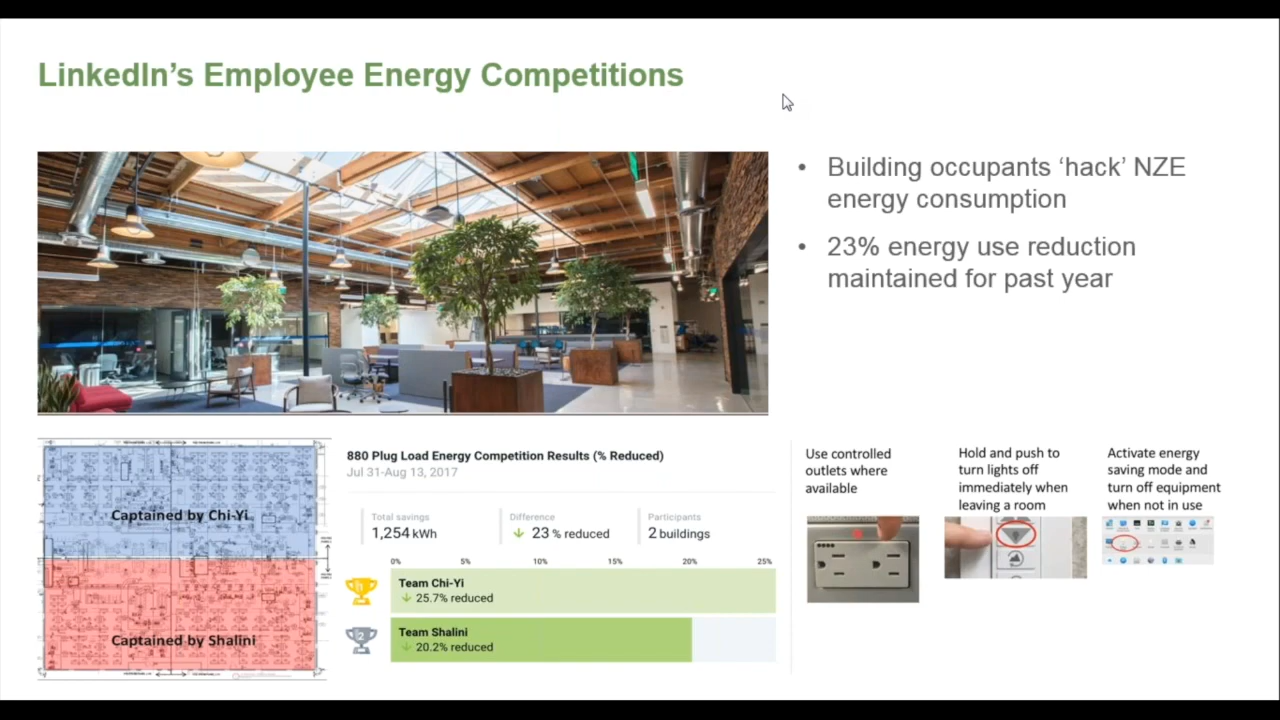 LinkedIn’s Employee Energy Competitions
• Building occupants ‘hack’ NZE
energy consumption
• 23% energy use reduction
maintained for past year
Captained by Chi-Yi
Captained by Shalini
880 Plug Load Energy Competition Results (% Reduced)
Jul 31-Aug 13, 2017
Total savings
1,254 kWh
Difference
23 % reduced
Participants
2 buildings
0% 5% 10% 15% 20% 25%
1
Team Chi-Yi
25.7% reduced
2
Team Shalini
20.2% reduced
Use controlled
outlets where
available
Hold and push to
turn lights off
immediately when
leaving a room
Activate energy
saving mode and
turn off equipment
when not in use